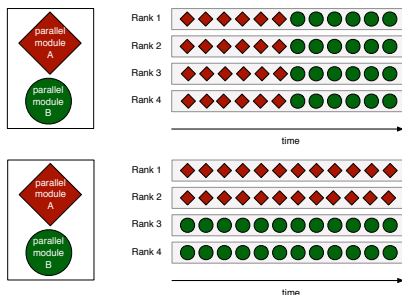 parallel
module
A
parallel
module
B
Rank 1
Rank 2
Rank 3
Rank 4
time
parallel
module
A
parallel
module
B
Rank 1
Rank 2
Rank 3
Rank 4
time